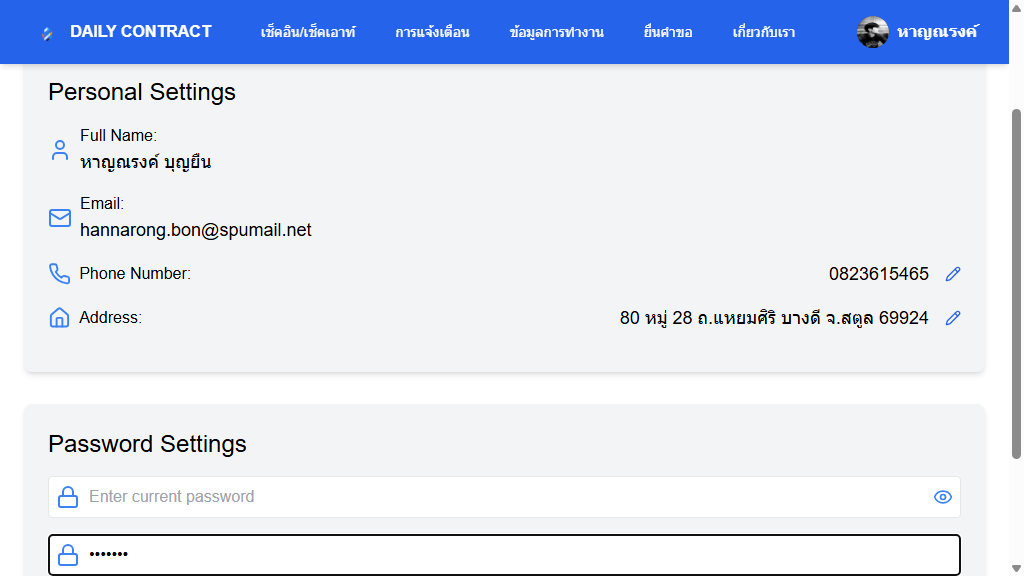 DAILY CONTRACT
เช็คอิน/เช็คเอาท์
การแจ้งเตือน
ข้อมูลการทำงาน
ยื่นคำขอ
เกี่ยวกับเรา
หาญณรงค์
Personal Settings
Full Name:
หาญณรงค์ บุญยืน
Email:
hannarong.bon@spumail.net
Phone Number:
0823615465
Address:
80 หมู่ 28 ถ.แหยมศิริ บางดี จ.สตูล 69924
Password Settings
Enter current password
•••••••